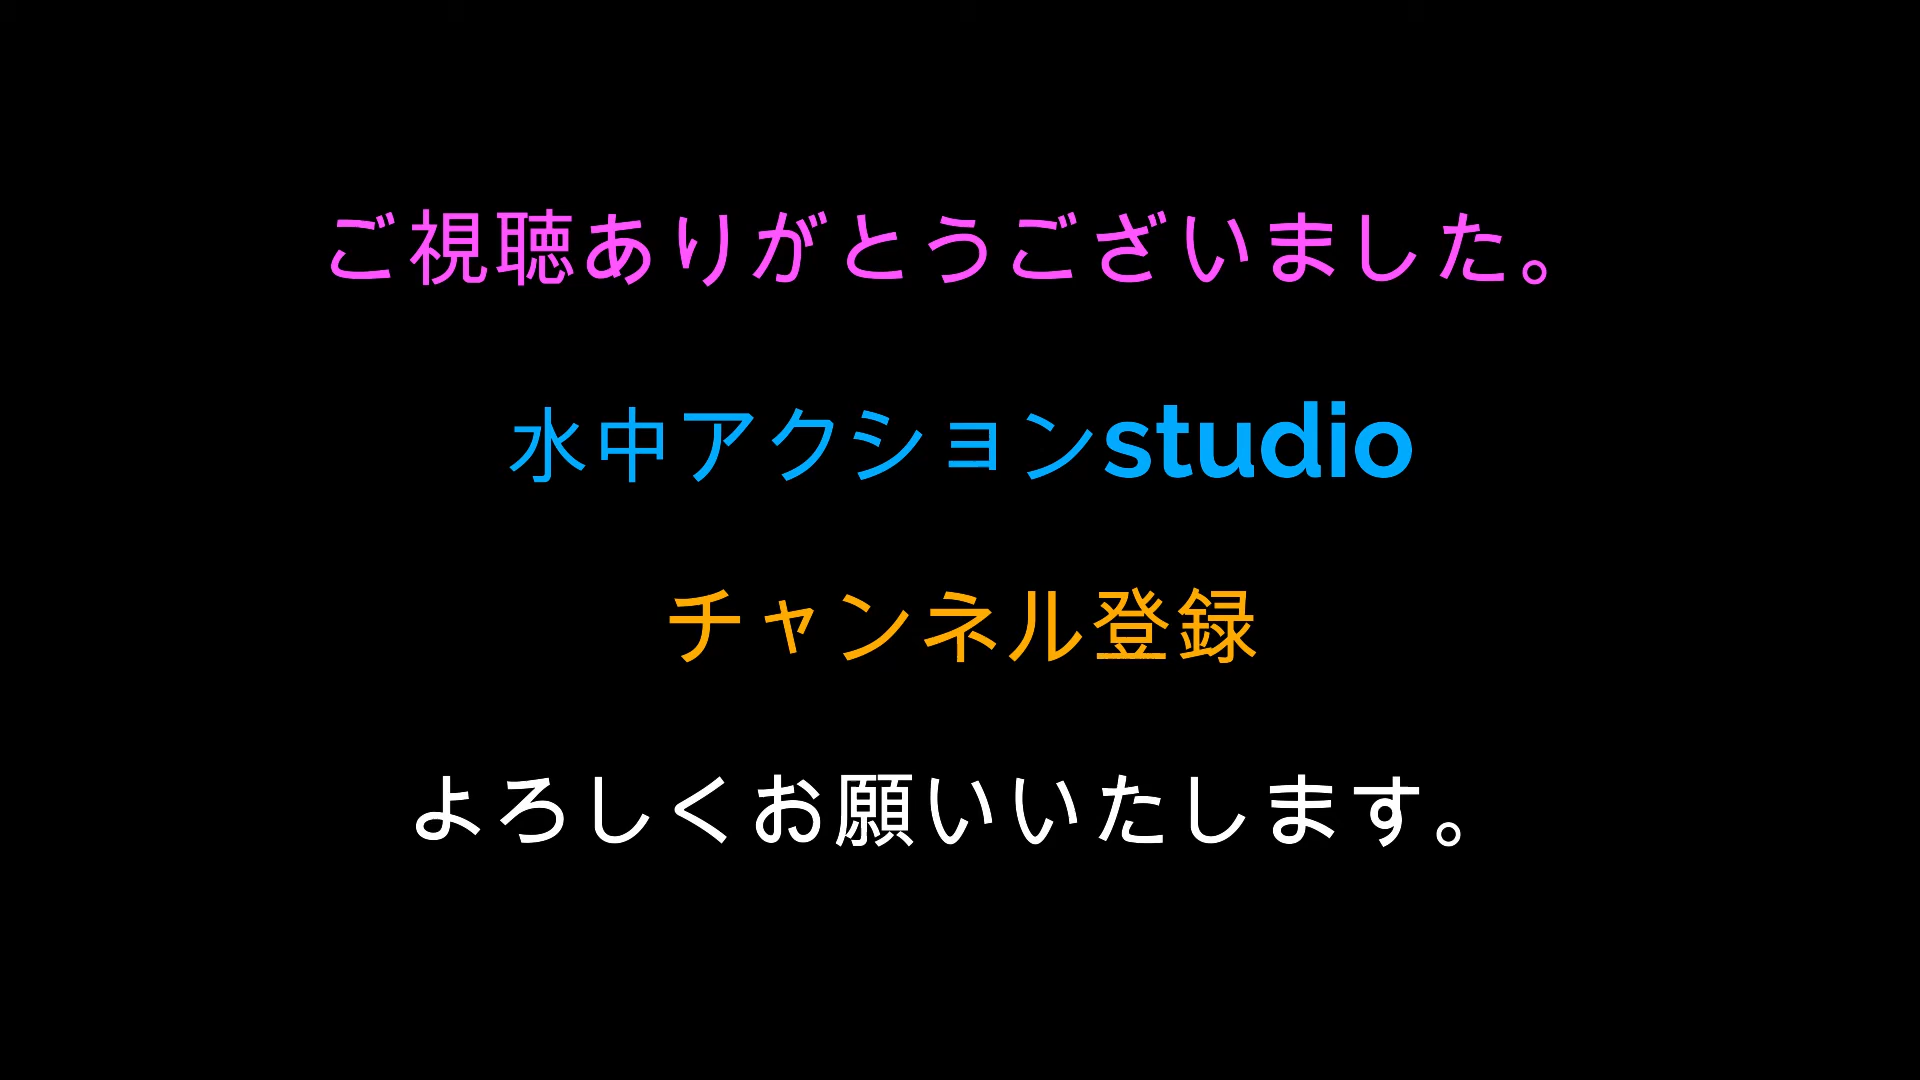 ご視聴ありがとうございました。
水中アクションstudio
チャンネル登録
よろしくお願いいたします。